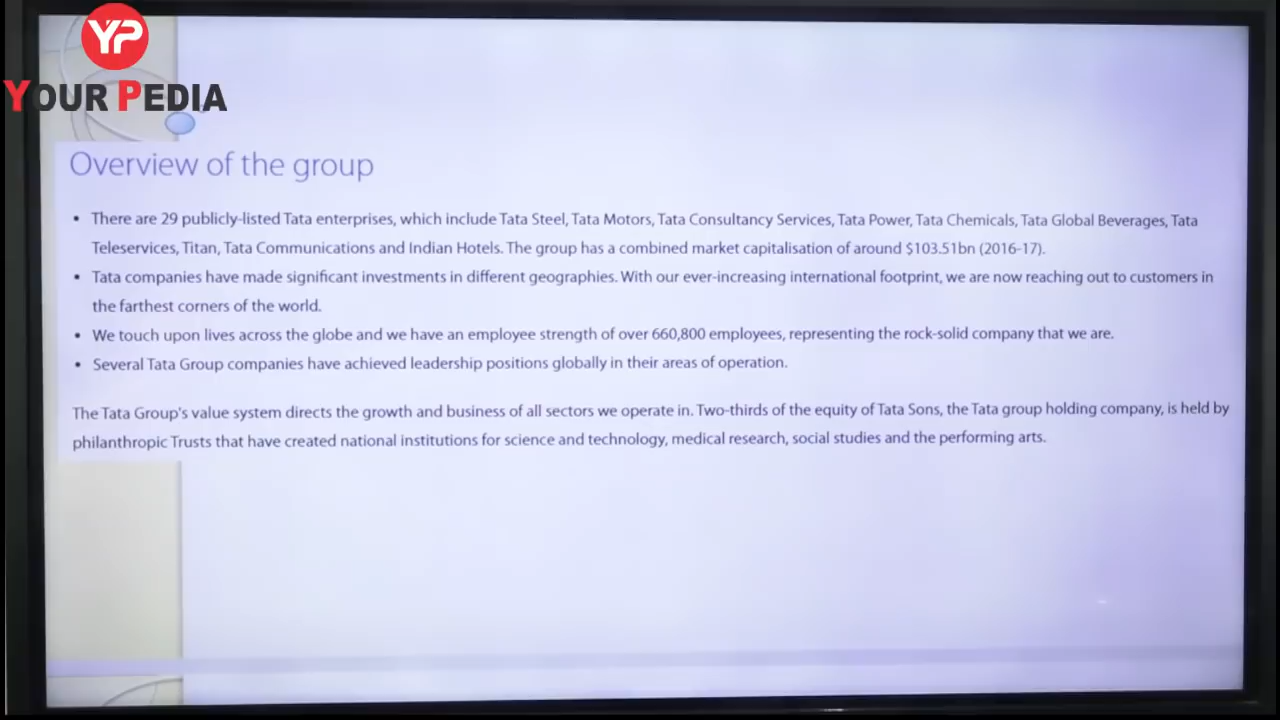 YP
YOUR PEDIA
Overview of the group
• There are 29 publicly-listed Tata enterprises, which include Tata Steel, Tata Motors, Tata Consultancy Services, Tata Power, Tata Chemicals, Tata Global Beverages, Tata
Teleservices, Titan, Tata Communications and Indian Hotels. The group has a combined market capitalisation of around $103.51bn (2016-17).
• Tata companies have made significant investments in different geographies. With our ever-increasing international footprint, we are now reaching out to customers in
the farthest corners of the world.
• We touch upon lives across the globe and we have an employee strength of over 660,800 employees, representing the rock-solid company that we are.
• Several Tata Group companies have achieved leadership positions globally in their areas of operation.
The Tata Group's value system directs the growth and business of all sectors we operate in. Two-thirds of the equity of Tata Sons, the Tata group holding company, is held by
philanthropic Trusts that have created national institutions for science and technology, medical research, social studies and the performing arts.